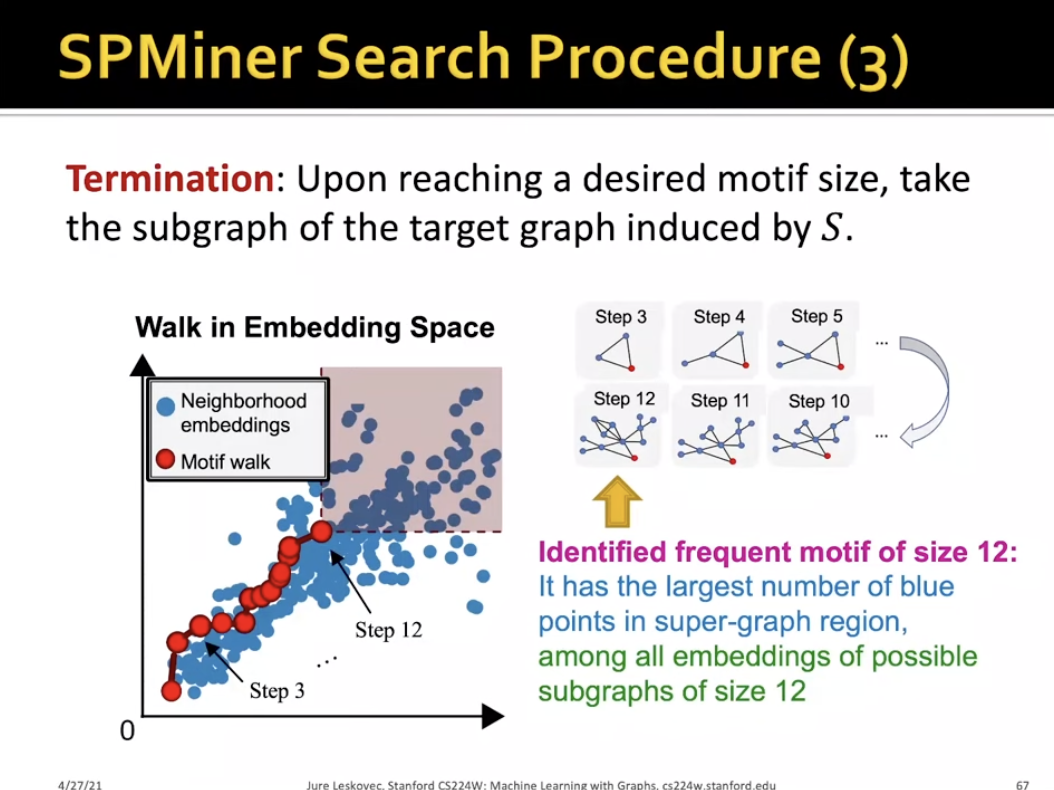 SPMiner Search Procedure (3)
Termination: Upon reaching a desired motif size, take
the subgraph of the target graph induced by S.
Walk in Embedding Space
Neighborhood
embeddings
Motif walk
Step 12
...
Step 3
0
Step 3 Step 4 Step 5
...
Step 12 Step 11 Step 10
...
Identified frequent motif of size 12:
It has the largest number of blue
points in super-graph region,
among all embeddings of possible
subgraphs of size 12
4/27/21 Jure Leskovec, Stanford CS224W: Machine Learning with Graphs, cs224w.stanford.edu 67